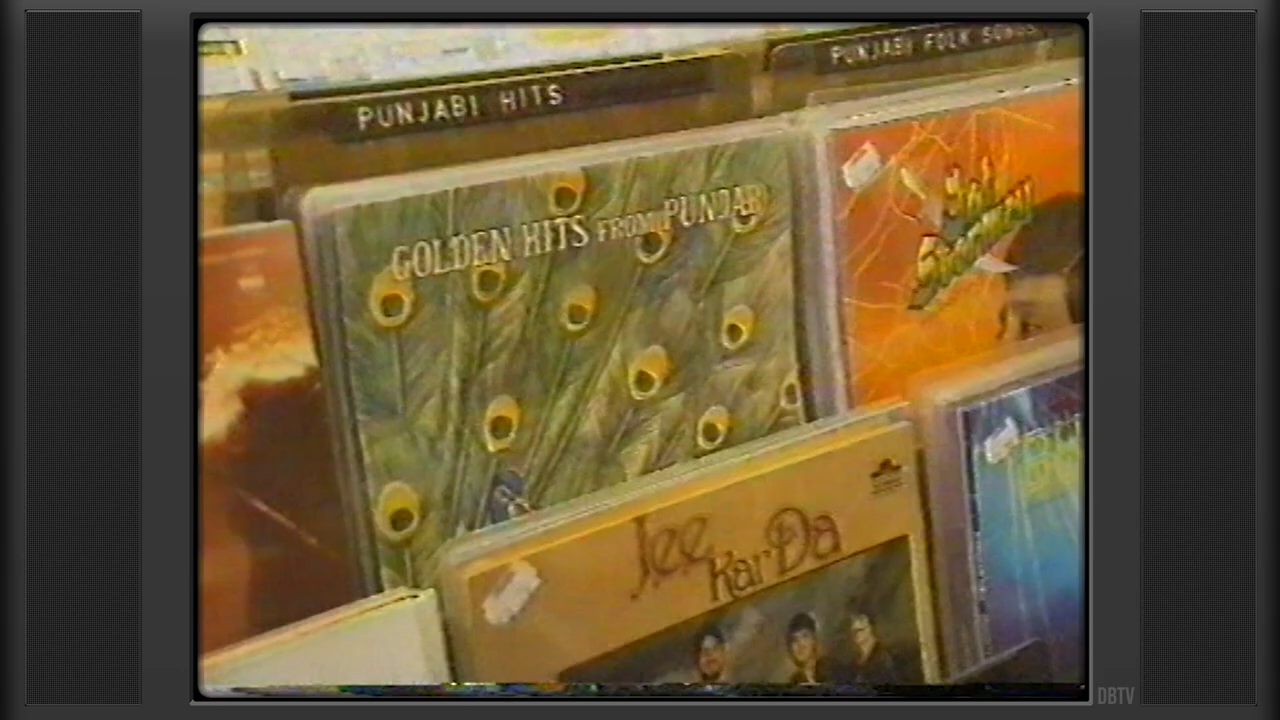 PUNJABI HITS
PUNJABI FOLK SONGS
GOLDEN HITS FROM PUNJAB
Jee
Kar Da
DBTV